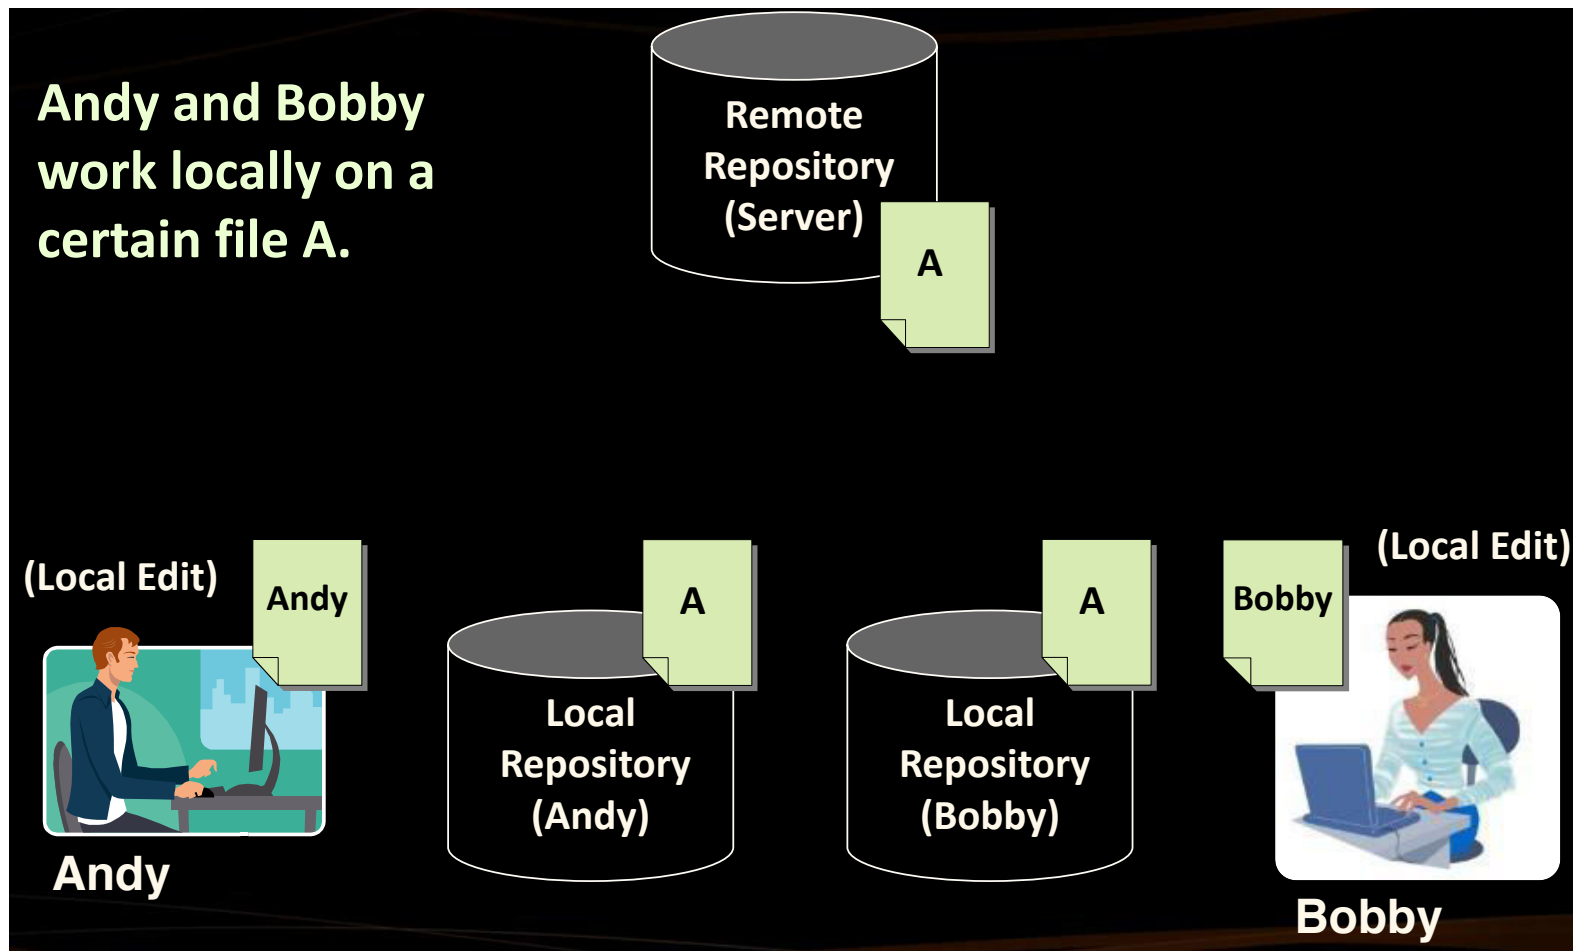 Andy and Bobby
work locally on a
certain file A.
Remote
Repository
(Server)
A
(Local Edit)
Andy
A
A
Bobby
(Local Edit)
Local
Repository
(Andy)
Local
Repository
(Bobby)
Andy
Bobby